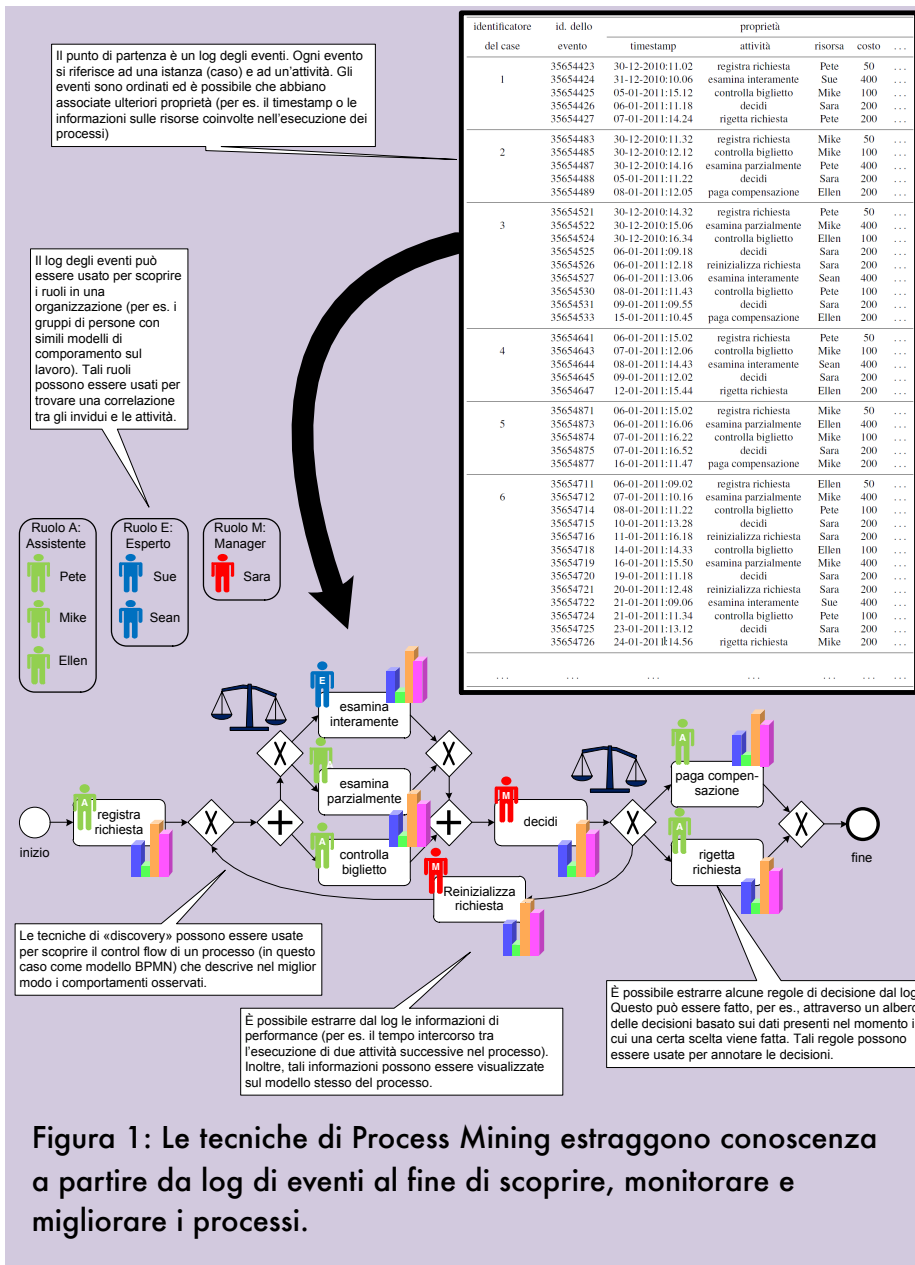 Il punto di partenza è un log degli eventi. Ogni evento
si riferisce ad una istanza (caso) e ad un'attività. Gli
eventi sono ordinati ed è possibile che abbiano
associate ulteriori proprietà (per es. il timestamp o le
informazioni sulle risorse coinvolte nell'esecuzione dei
processi)
identificatore id. dello proprietà
del case evento timestamp attività risorsa costo ...
35654423 30-12-2010:11.02 registra richiesta Pete 50 ...
1 35654424 31-12-2010:10.06 esamina interamente Sue 400 ...
35654425 05-01-2011:15.12 controlla biglietto Mike 100 ...
35654426 06-01-2011:11.18 decidi Sara 200 ...
35654427 07-01-2011:14.24 rigetta richiesta Pete 200 ...
35654483 30-12-2010:11.32 registra richiesta Mike 50 ...
2 35654485 30-12-2010:12.12 controlla biglietto Mike 100 ...
35654487 30-12-2010:14.16 esamina parzialmente Pete 400 ...
35654488 05-01-2011:11.22 decidi Sara 200 ...
35654489 08-01-2011:12.05 paga compensazione Ellen 200 ...
35654521 30-12-2010:14.32 registra richiesta Pete 50 ...
3 35654522 30-12-2010:15.06 esamina parzialmente Mike 400 ...
35654524 30-12-2010:16.34 controlla biglietto Ellen 100 ...
35654525 06-01-2011:09.18 decidi Sara 200 ...
35654526 06-01-2011:12.18 reinizializza richiesta Sara 200 ...
35654527 06-01-2011:13.06 esamina interamente Sean 400 ...
35654530 08-01-2011:11.43 controlla biglietto Pete 100 ...
35654531 09-01-2011:09.55 decidi Sara 200 ...
35654533 15-01-2011:10.45 paga compensazione Ellen 200 ...
35654641 06-01-2011:15.02 registra richiesta Pete 50 ...
4 35654643 07-01-2011:12.06 controlla biglietto Mike 100 ...
35654644 08-01-2011:14.43 esamina interamente Sean 400 ...
35654645 09-01-2011:12.02 decidi Sara 200 ...
35654647 12-01-2011:15.44 rigetta richiesta Ellen 200 ...
35654871 06-01-2011:15.02 registra richiesta Mike 50 ...
5 35654873 06-01-2011:16.06 esamina parzialmente Ellen 400 ...
35654874 07-01-2011:16.22 controlla biglietto Mike 100 ...
35654875 07-01-2011:16.52 decidi Sara 200 ...
35654877 16-01-2011:11.47 paga compensazione Mike 200 ...
35654711 06-01-2011:09.02 registra richiesta Ellen 50 ...
6 35654712 07-01-2011:10.16 esamina parzialmente Mike 400 ...
35654714 08-01-2011:11.22 controlla biglietto Pete 100 ...
35654715 10-01-2011:13.28 decidi Sara 200 ...
35654716 11-01-2011:16.18 reinizializza richiesta Sara 200 ...
35654718 14-01-2011:14.33 controlla biglietto Ellen 100 ...
35654719 16-01-2011:15.50 esamina parzialmente Mike 400 ...
35654720 19-01-2011:11.18 decidi Sara 200 ...
35654721 20-01-2011:12.48 reinizializza richiesta Sara 200 ...
35654722 21-01-2011:09.06 esamina interamente Sue 400 ...
35654724 21-01-2011:11.34 controlla biglietto Pete 100 ...
35654725 23-01-2011:13.12 decidi Sara 200 ...
35654726 24-01-2011:14.56 rigetta richiesta Mike 200 ...
... ... ... ... ... ... ...
Il log degli eventi può
essere usato per scoprire
i ruoli in una
organizzazione (per es. i
gruppi di persone con
simili modelli di
comporamento sul
lavoro). Tali ruoli
possono essere usati per
trovare una correlazione
tra gli invidui e le attività.
Ruolo A:
Assistente
Pete
Mike
Ellen
Ruolo E:
Esperto
Sue
Sean
Ruolo M:
Manager
Sara
inizio
A
registra
richiesta
X
+
X
E
esamina
interamente
esamina
parzialmente
A
controlla
biglietto
X
+
M
decidi
M
Reinizializza
richiesta
X
A
paga compen-
sazione
A
rigetta
richiesta
X
fine
Le tecniche di «discovery» possono essere usate
per scoprire il control flow di un processo (in questo
caso come modello BPMN) che descrive nel miglior
modo i comportamenti osservati.
È possibile estrarre dal log le informazioni di
performance (per es. il tempo intercorso tra
l'esecuzione di due attività successive nel processo).
Inoltre, tali informazioni possono essere visualizzate
sul modello stesso del processo.
È possibile estrarre alcune regole di decisione dal log
Questo può essere fatto, per es., attraverso un albero
delle decisioni basato sui dati presenti nel momento i
cui una certa scelta viene fatta. Tali regole possono
essere usate per annotare le decisioni.
Figura 1: Le tecniche di Process Mining estraggono conoscenza
a partire da log di eventi al fine di scoprire, monitorare e
migliorare i processi.